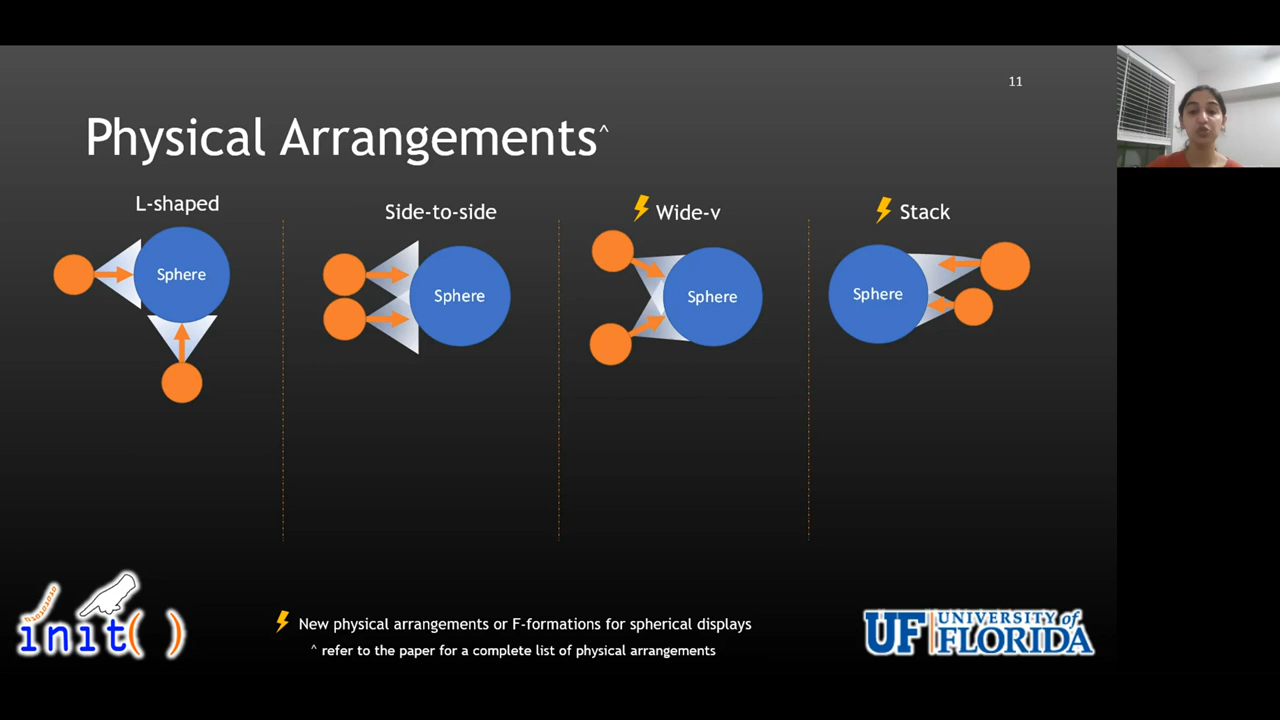 11
Physical Arrangements^
L-shaped
Side-to-side
Wide-v
Stack
Sphere
Sphere
Sphere
Sphere
init()
New physical arrangements or F-formations for spherical displays
^ refer to the paper for a complete list of physical arrangements
UF UNIVERSITY of
FLORIDA